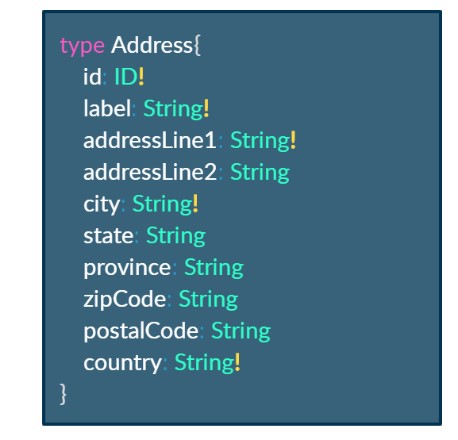 type Address{
id: ID!
label: String!
addressLine1: String!
addressLine2: String
city: String!
state: String
province: String
zipCode: String
postalCode: String
country: String!
}